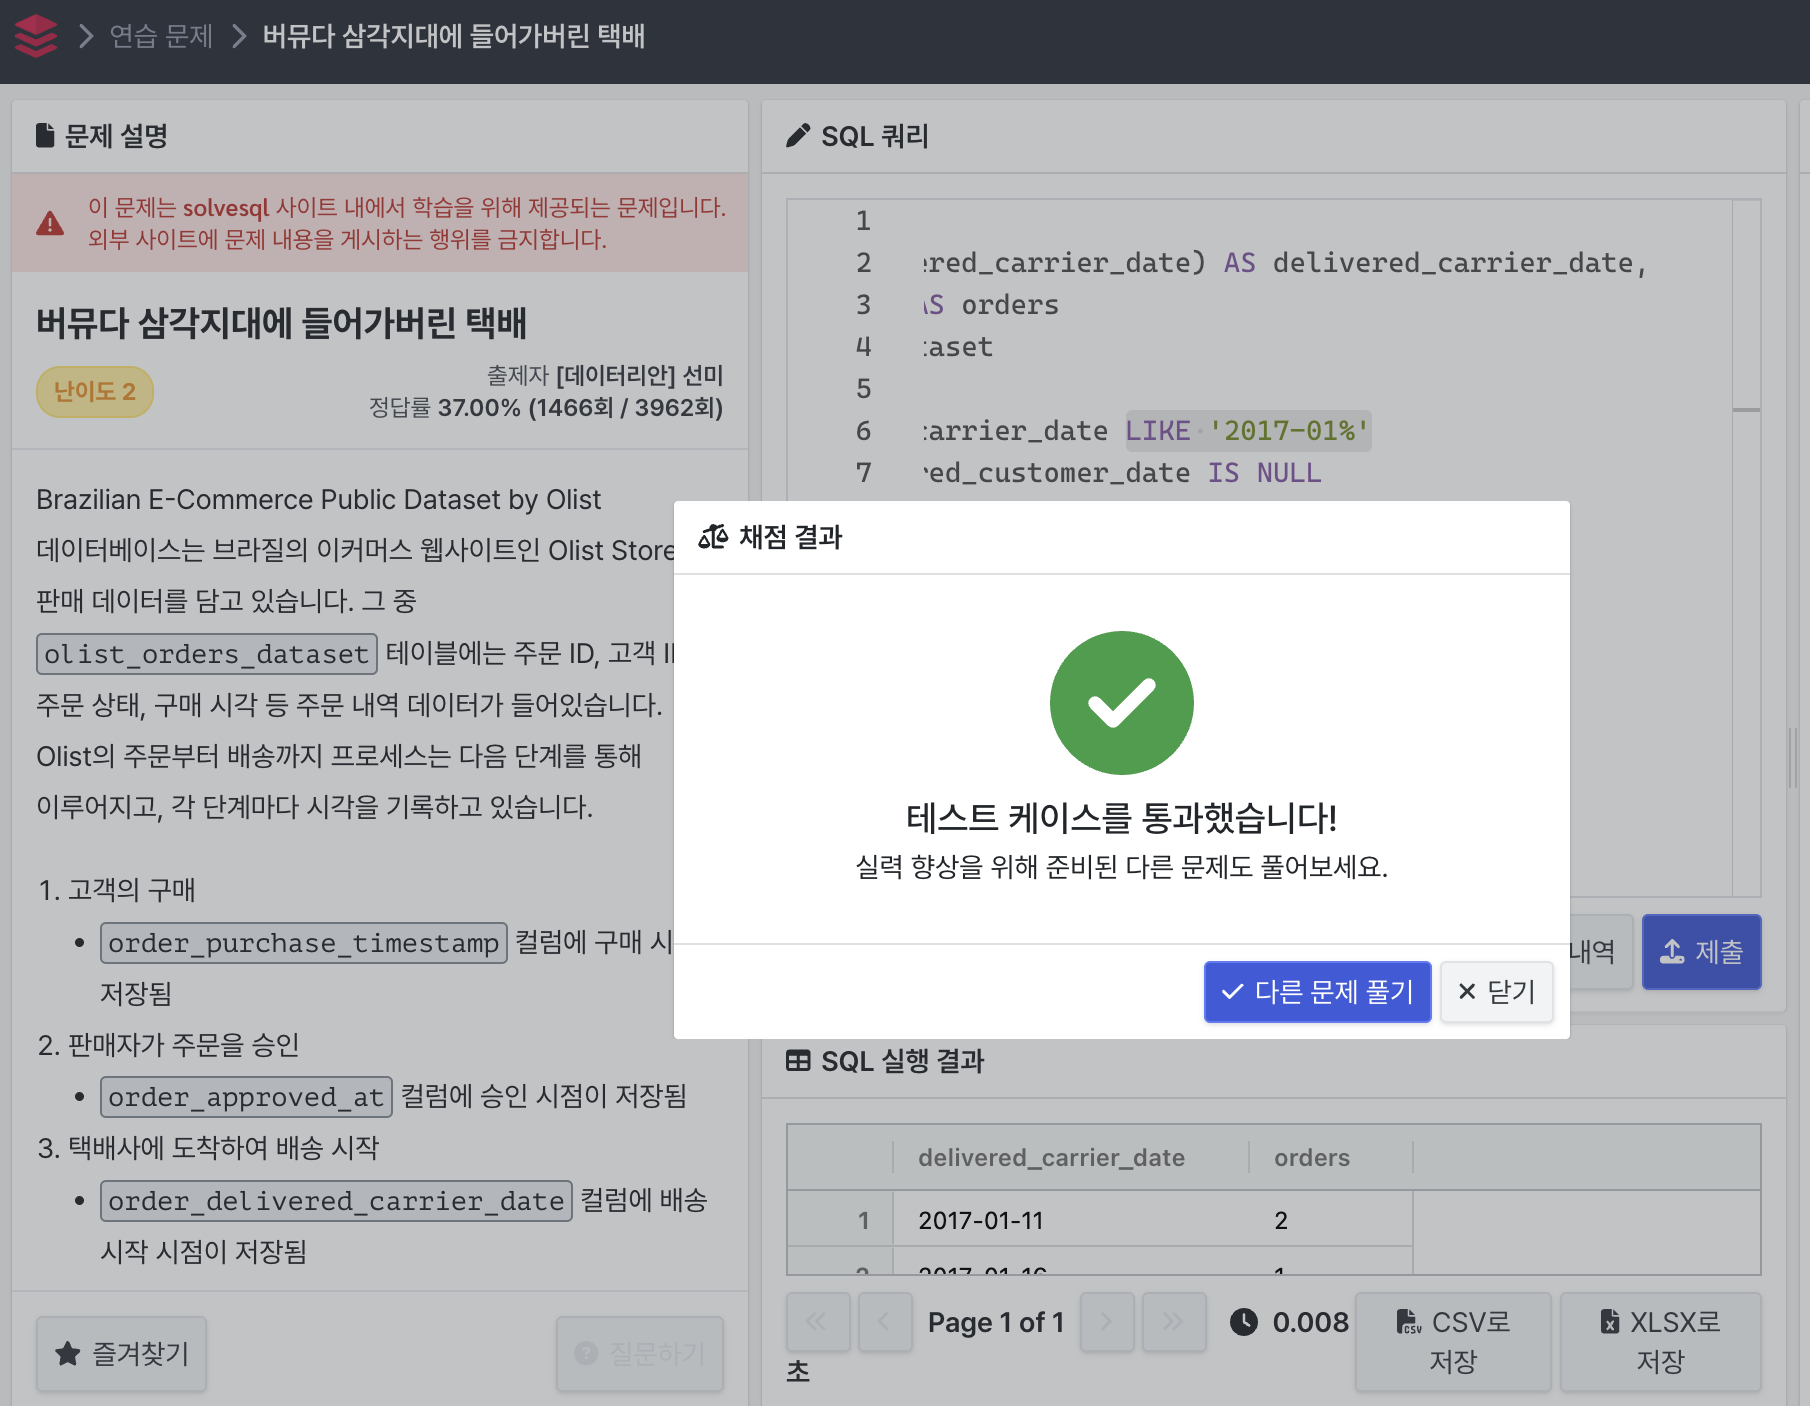 연습 문제
버뮤다 삼각지대에 들어가버린 택배
문제 설명
이 문제는 solvesql 사이트 내에서 학습을 위해 제공되는 문제입니다.
외부 사이트에 문제 내용을 게시하는 행위를 금지합니다.
버뮤다 삼각지대에 들어가버린 택배
난이도 2
출제자 [데이터리안] 선미
정답률 37.00% (1466회 / 3962회)
Brazilian E-Commerce Public Dataset by Olist
데이터베이스는 브라질의 이커머스 웹사이트인 Olist Store
판매 데이터를 담고 있습니다. 그 중
olist_orders_dataset 테이블에는 주문 ID, 고객
주문 상태, 구매 시각 등 주문 내역 데이터가 들어있습니다.
Olist의 주문부터 배송까지 프로세스는 다음 단계를 통해
이루어지고, 각 단계마다 시각을 기록하고 있습니다.
1. 고객의 구매
order_purchase_timestamp 컬럼에 구매 시
저장됨
2. 판매자가 주문을 승인
order_approved_at 컬럼에 승인 시점이 저장됨
3. 택배사에 도착하여 배송 시작
order_delivered_carrier_date 컬럼에 배송
시작 시점이 저장됨
즐겨찾기
질문하기
SQL 쿼리
1
2 ered_carrier_date) AS delivered_carrier_date,
3 AS orders
4 taset
5
6 carrier_date LIKE '2017-01%'
7 red_customer_date IS NULL
채점 결과
테스트 케이스를 통과했습니다!
실력 향상을 위해 준비된 다른 문제도 풀어보세요.
다른 문제 풀기
닫기
내역
제출
SQL 실행 결과
delivered_carrier_date orders
1 2017-01-11 2
2 2017-01-16 1
Page 1 of 1
0.008
초
CSV로
저장
XLSX로
저장